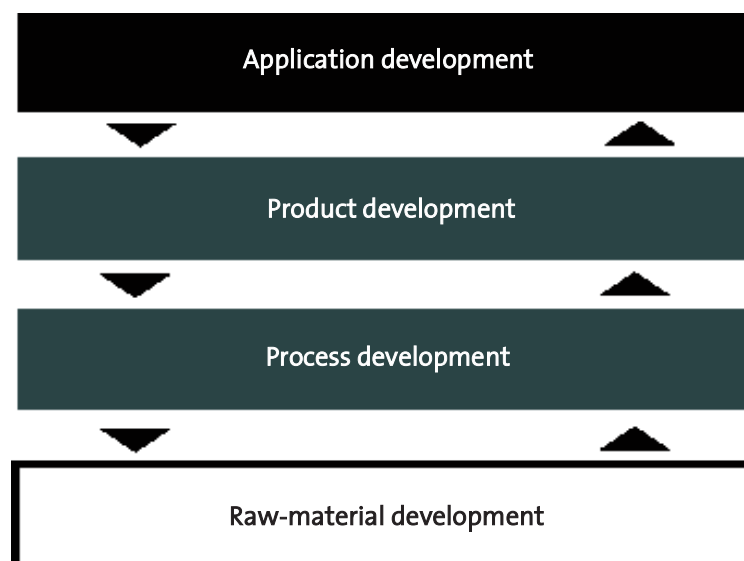 Application development
Product development
Process development
Raw-material development